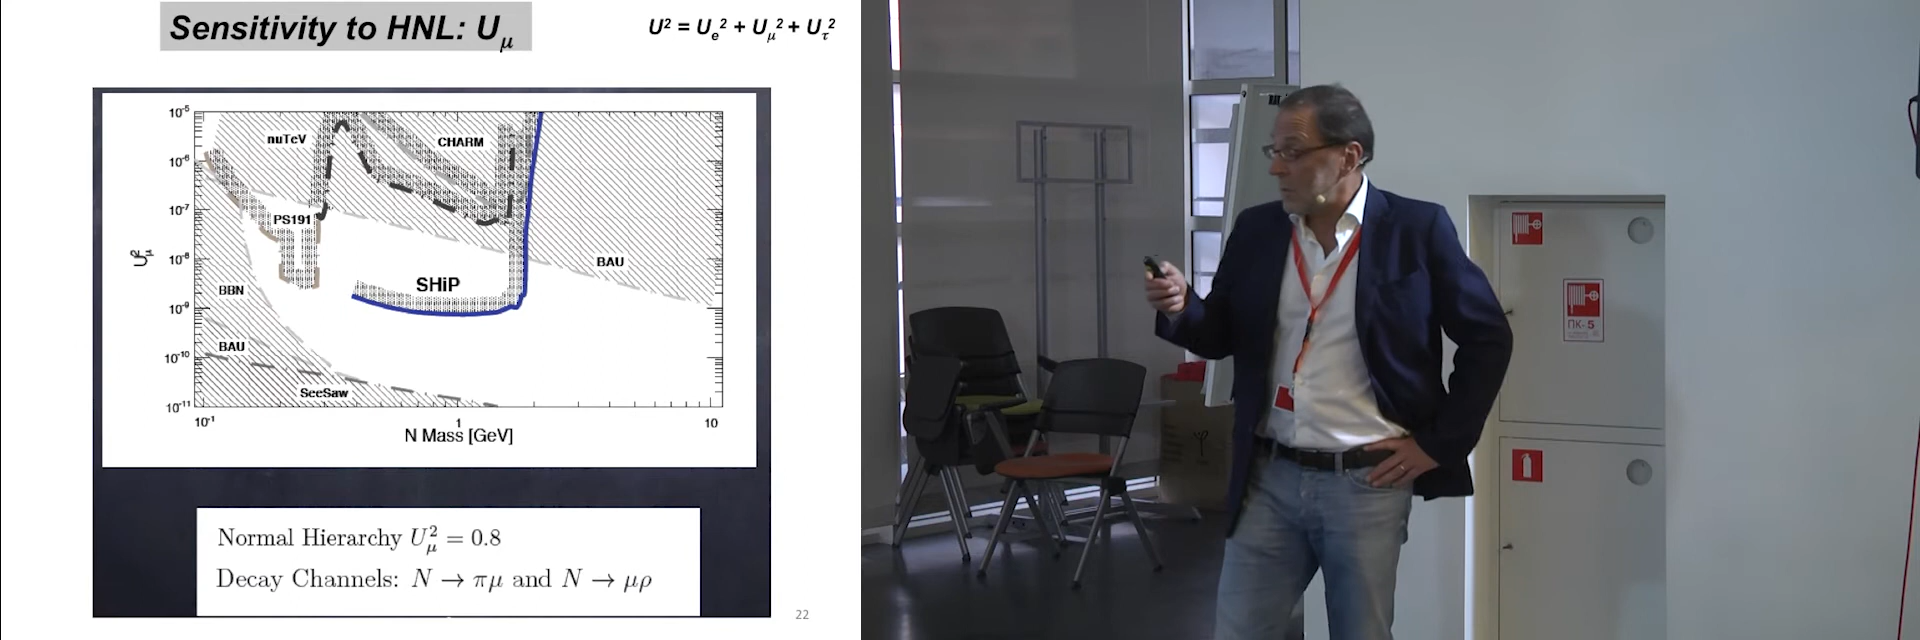 Sensitivity to HNL: Uμ
U² = Uₑ² + Uμ² + Uτ²
10⁻⁵
nuTeV
CHARM
10⁻⁶
10⁻⁷
PS191
U²μ
10⁻⁸
BAU
BBN
SHiP
10⁻⁹
BAU
10⁻¹⁰
SeeSaw
10⁻¹¹
10⁻¹
1
10
N Mass [GeV]
Normal Hierarchy U²μ = 0.8
Decay Channels: N → πμ and N → μρ
22
ПК-5